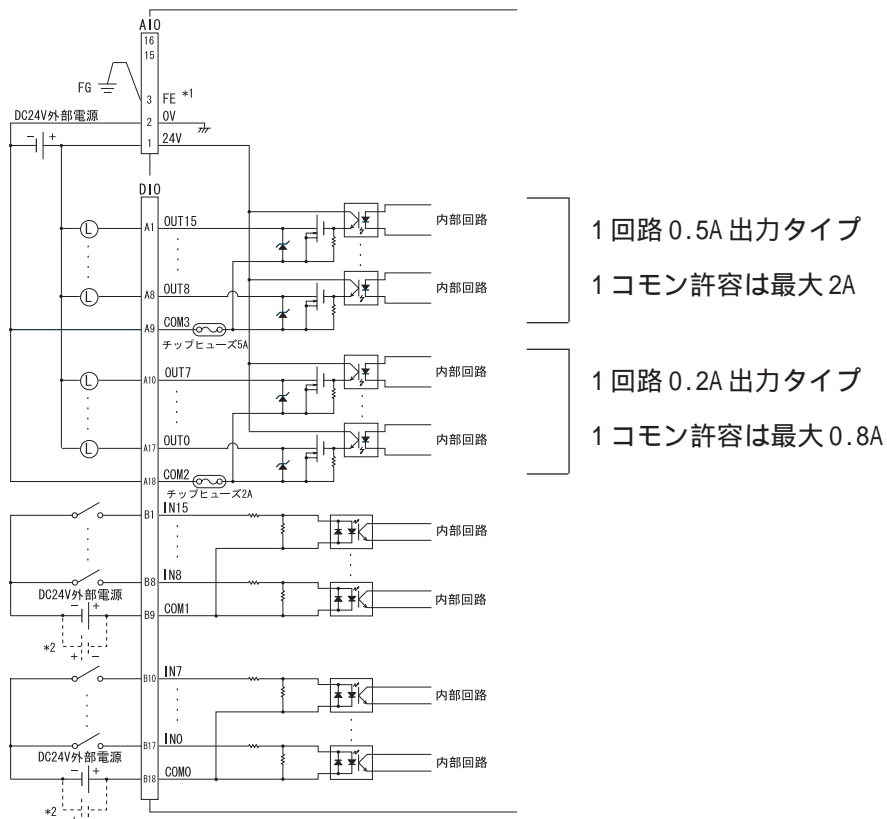 AIO
16
15
FG
3 FE *1
DC24V外部電源
2 0V
- +
1 24V
DIO
L A1 OUT15 内部回路
L A8 OUT8 内部回路
A9 COM3
チップヒューズ5A
L A10 OUT7 内部回路
L A17 OUT0 内部回路
A18 COM2
チップヒューズ2A
1回路0.5A出力タイプ
1コモン許容は最大2A
1回路0.2A出力タイプ
1コモン許容は最大0.8A
B1 IN15 内部回路
B8 IN8 内部回路
DC24V外部電源
- +
B9 COM1
*2
+ -
B10 IN7 内部回路
B17 IN0 内部回路
DC24V外部電源
- +
B18 COM0
*2
+ -